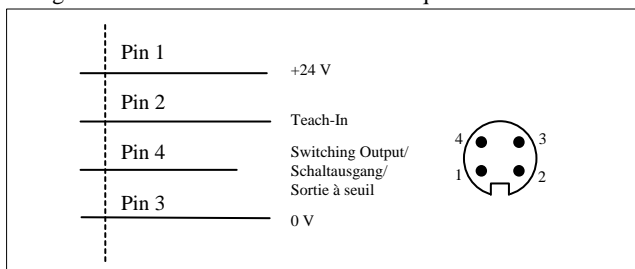 Pin 1
+24 V
Pin 2
Teach-In
Pin 4
Switching Output/
Schaltausgang/
Sortie à seuil
Pin 3
0 V
4 3
1 2